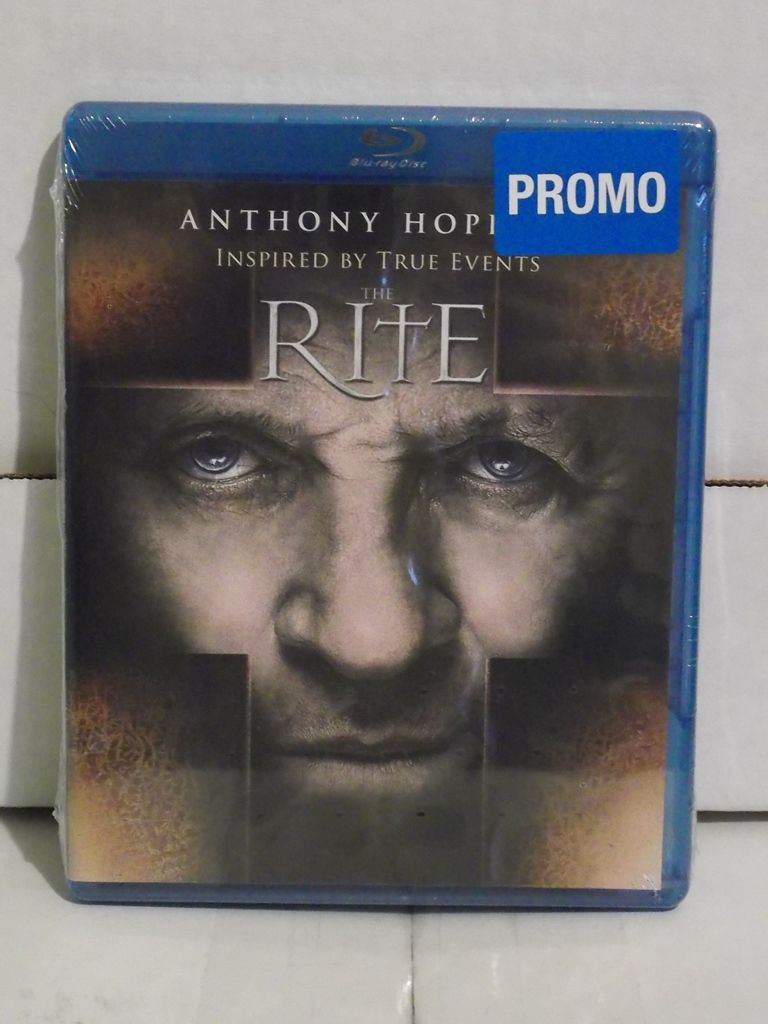 Blu-ray Disc
PROMO
ANTHONY HOP
INSPIRED BY TRUE EVENTS
THE
RITE